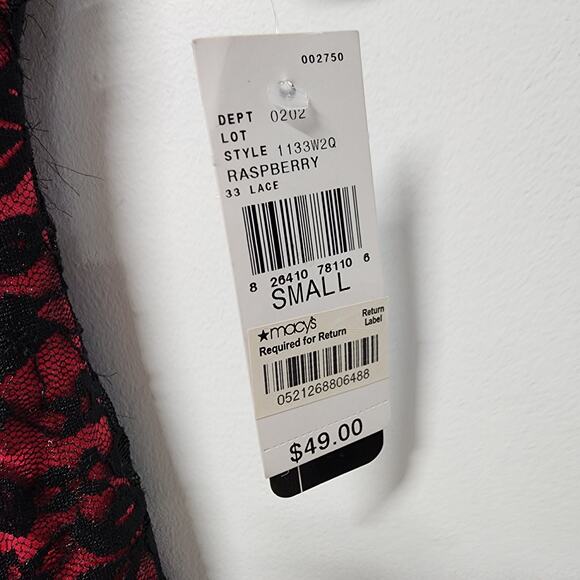 002750
DEPT 0202
LOT
STYLE 1133W2Q
RASPBERRY
33 LACE
8 26410 78110 6
SMALL
★macy's
Return Label
Required for Return
0521268806488
$49.00